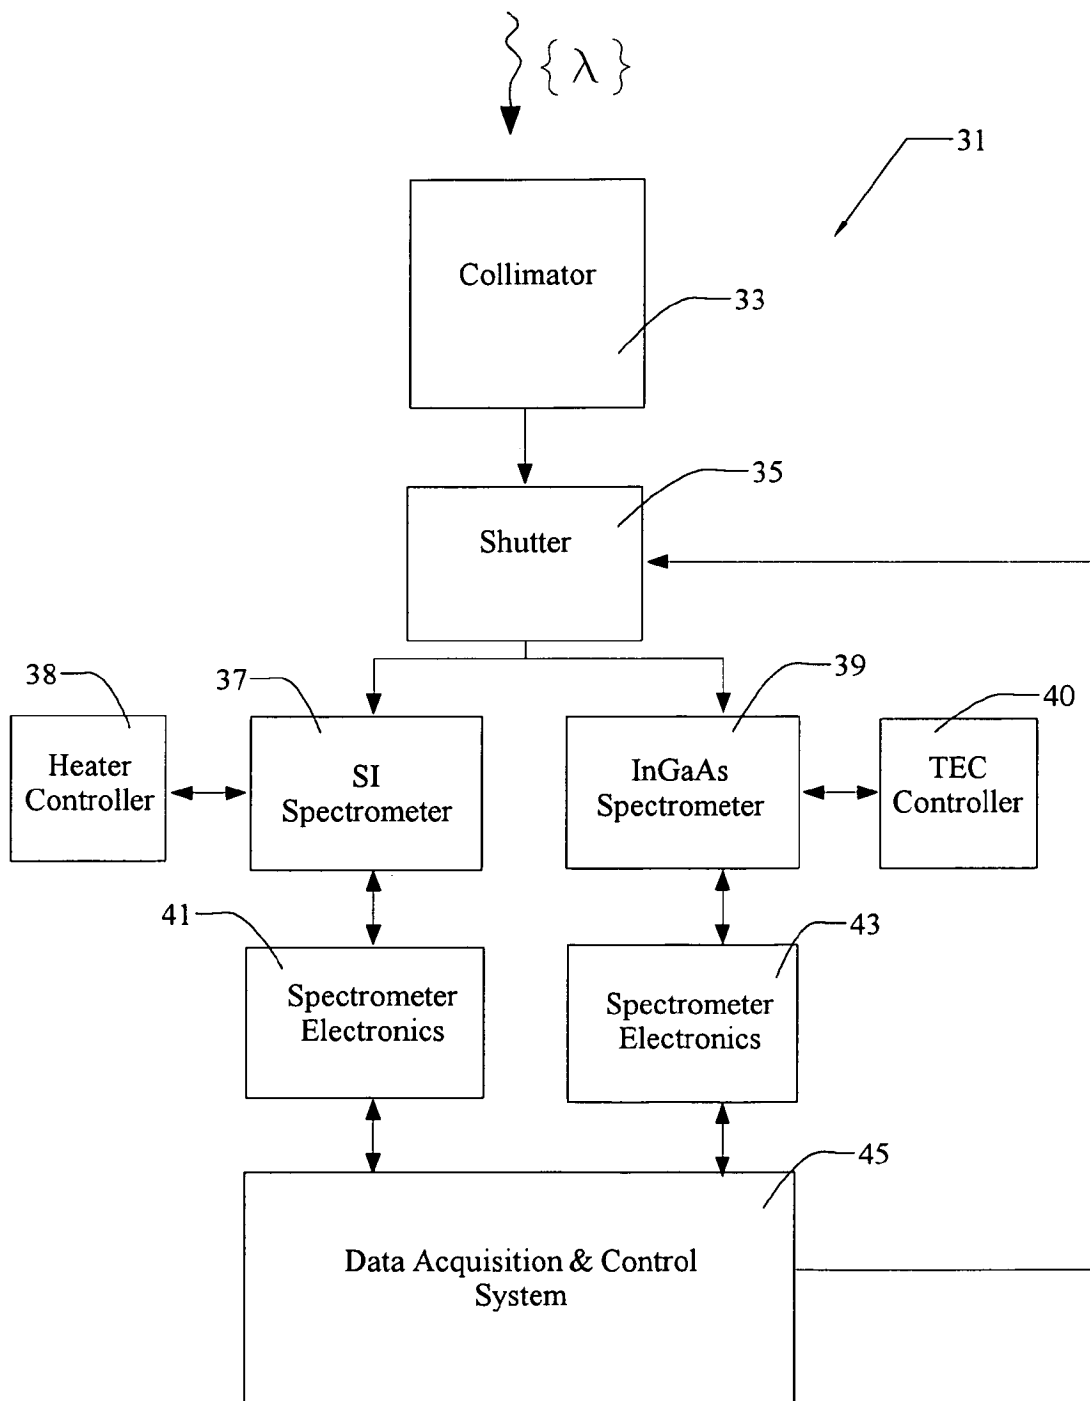 { λ }
31
Collimator
33
35
Shutter
38
37
39
40
Heater
Controller
SI
Spectrometer
InGaAs
Spectrometer
TEC
Controller
41
43
Spectrometer
Electronics
Spectrometer
Electronics
45
Data Acquisition & Control
System